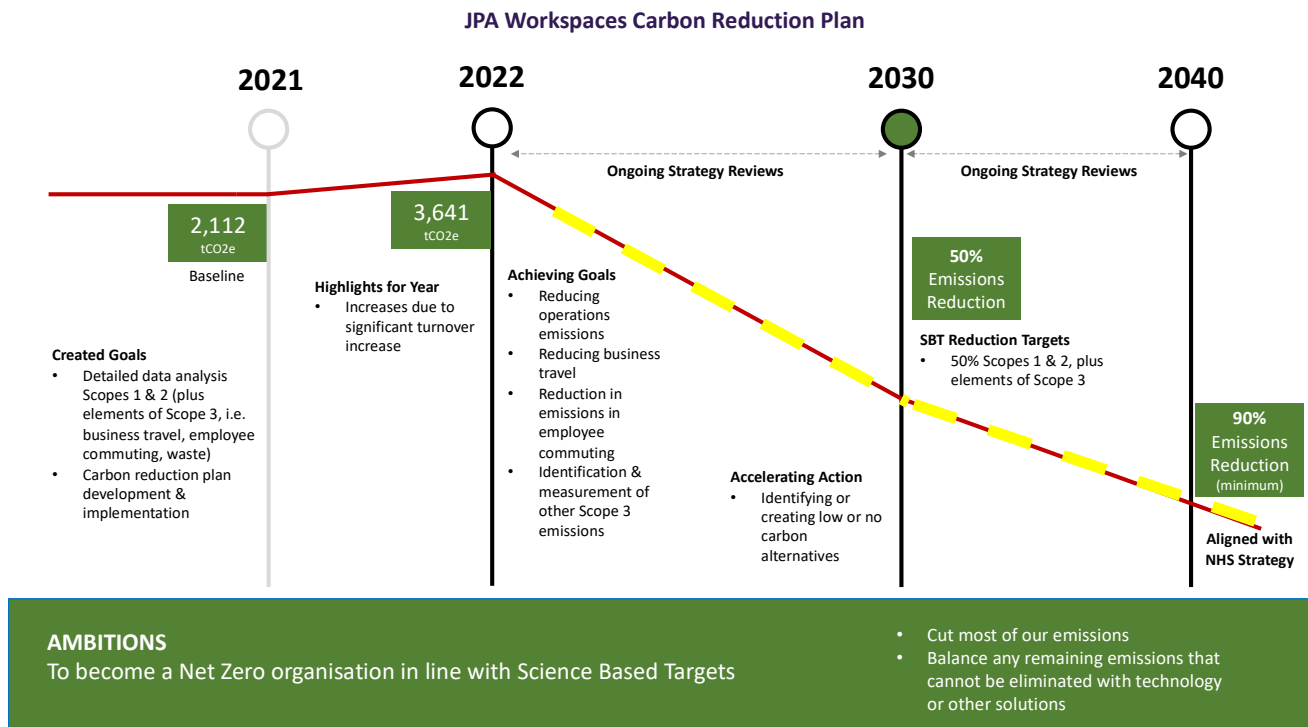 JPA Workspaces Carbon Reduction Plan
2021
2022
2030
2040
Ongoing Strategy Reviews
Ongoing Strategy Reviews
2,112
tCO2e
Baseline
3,641
tCO2e
Created Goals
• Detailed data analysis
Scopes 1 & 2 (plus
elements of Scope 3, i.e.
business travel, employee
commuting, waste)
• Carbon reduction plan
development &
implementation
Highlights for Year
• Increases due to
significant turnover
increase
Achieving Goals
• Reducing
operations
emissions
• Reducing business
travel
• Reduction in
emissions in
employee
commuting
• Identification &
measurement of
other Scope 3
emissions
Accelerating Action
• Identifying or
creating low or no
carbon
alternatives
50%
Emissions
Reduction
SBT Reduction Targets
• 50% Scopes 1 & 2, plus
elements of Scope 3
90%
Emissions
Reduction
(minimum)
Aligned with
NHS Strategy
AMBITIONS
To become a Net Zero organisation in line with Science Based Targets
• Cut most of our emissions
• Balance any remaining emissions that
cannot be eliminated with technology
or other solutions